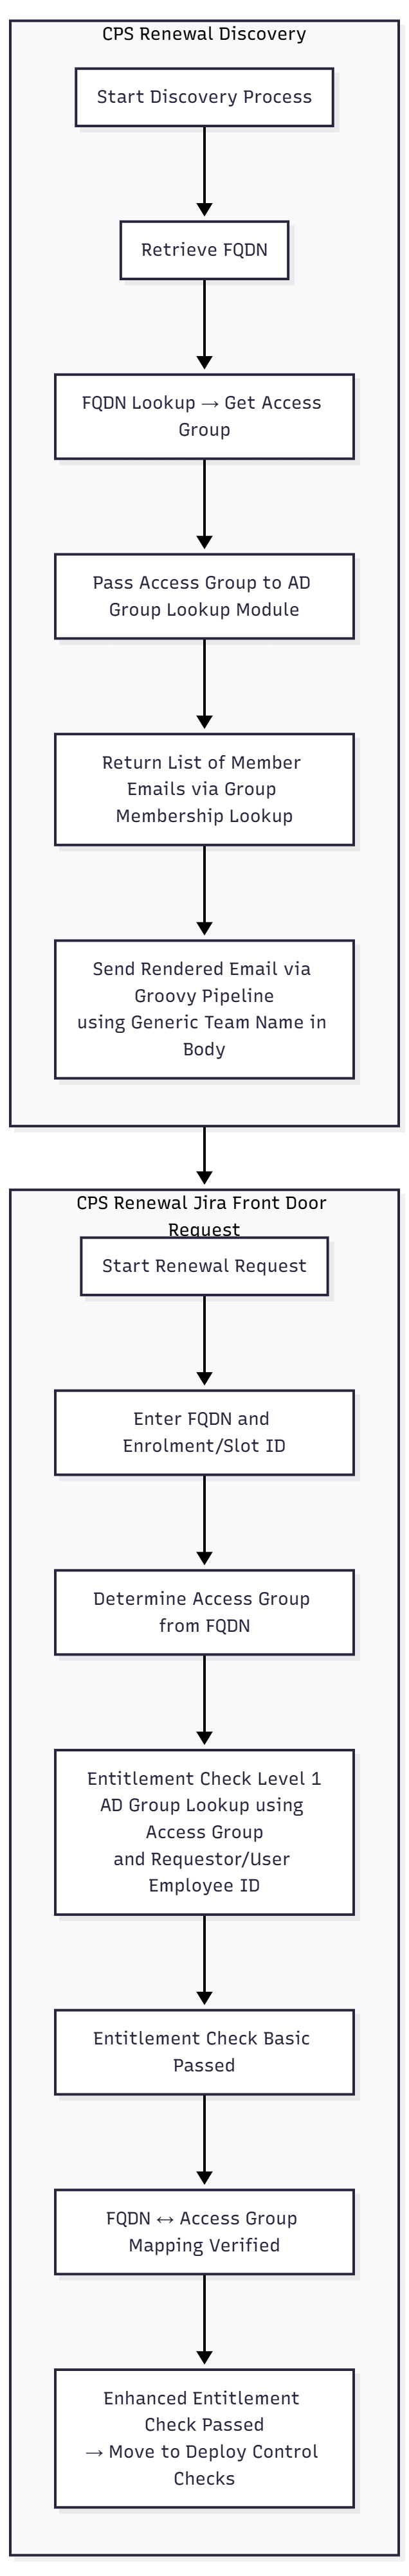 CPS Renewal Discovery
Start Discovery Process
Retrieve FQDN
FQDN Lookup → Get Access
Group
Pass Access Group to AD
Group Lookup Module
Return List of Member
Emails via Group
Membership Lookup
Send Rendered Email via
Groovy Pipeline
using Generic Team Name in
Body
CPS Renewal Jira Front Door
Request
Start Renewal Request
Enter FQDN and
Enrolment/Slot ID
Determine Access Group
from FQDN
Entitlement Check Level 1
AD Group Lookup using
Access Group
and Requestor/User
Employee ID
Entitlement Check Basic
Passed
FQDN ↔ Access Group
Mapping Verified
Enhanced Entitlement
Check Passed
→ Move to Deploy Control
Checks